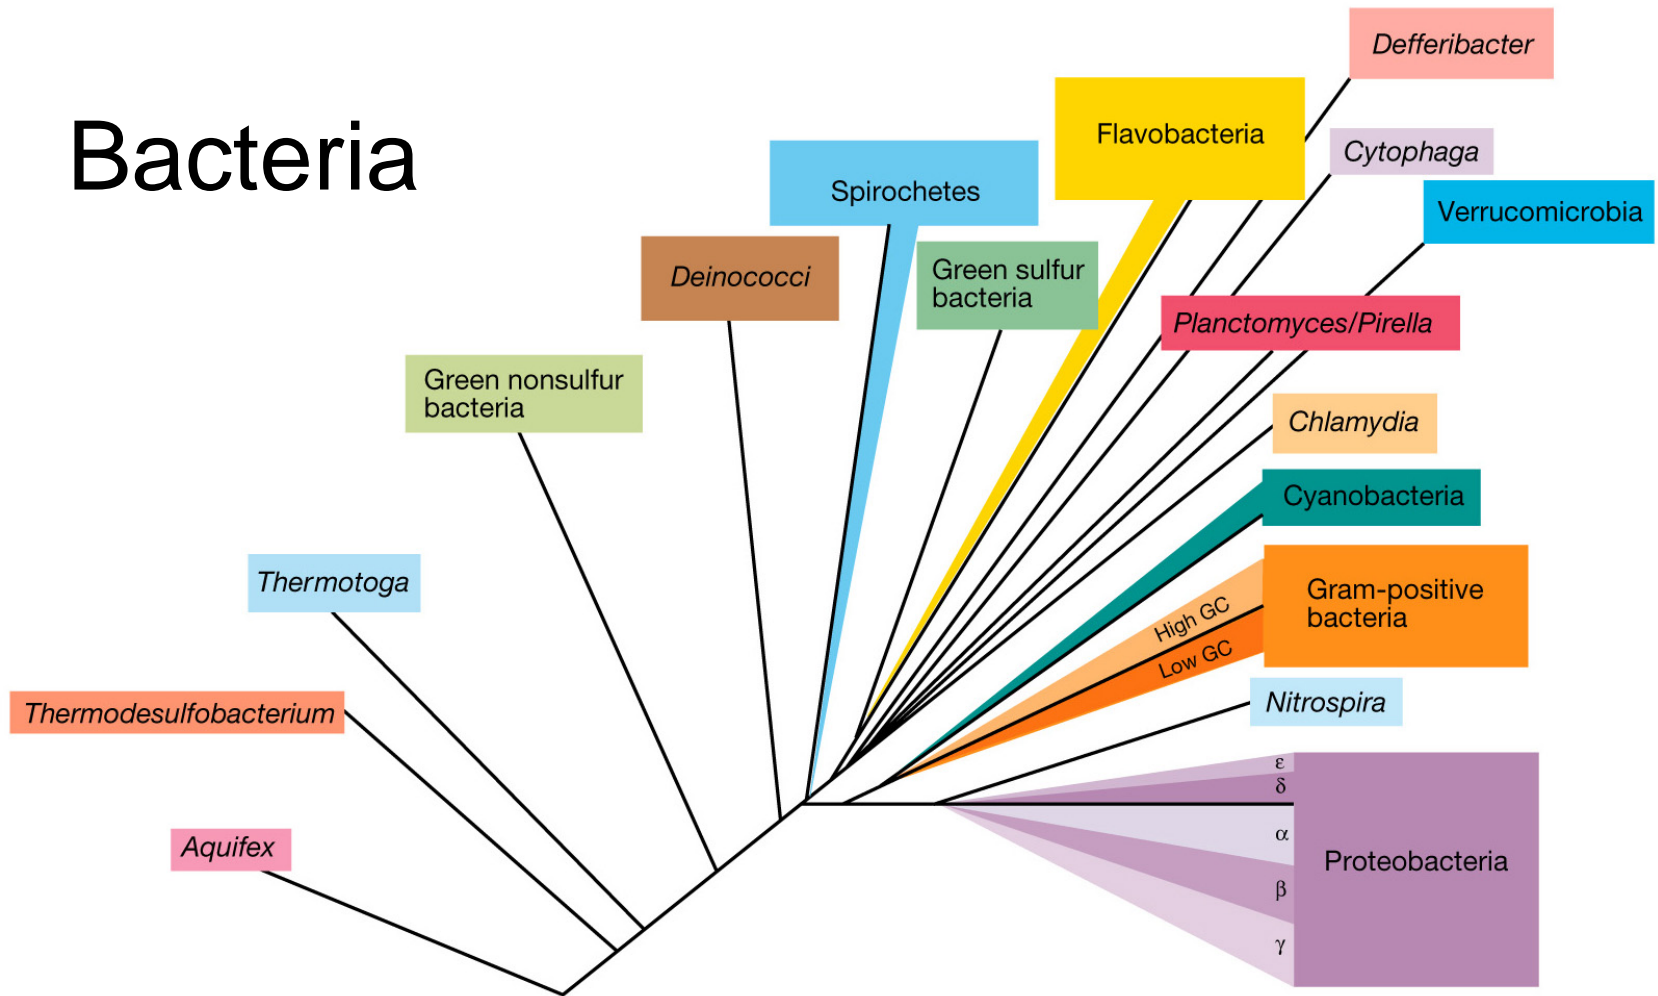 Bacteria
Defferibacter
Flavobacteria
Cytophaga
Spirochetes
Verrucomicrobia
Deinococci
Green sulfur
bacteria
Planctomyces/Pirella
Green nonsulfur
bacteria
Chlamydia
Cyanobacteria
Thermotoga
High GC
Low GC
Gram-positive
bacteria
Thermodesulfobacterium
Nitrospira
Aquifex
ε
δ
α
β
γ
Proteobacteria